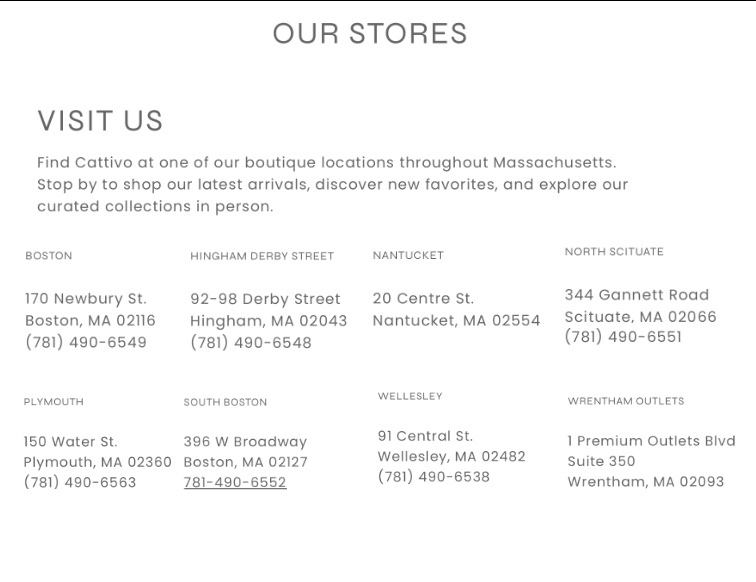 OUR STORES
VISIT US
Find Cattivo at one of our boutique locations throughout Massachusetts.
Stop by to shop our latest arrivals, discover new favorites, and explore our
curated collections in person.
BOSTON
170 Newbury St.
Boston, MA 02116
(781) 490-6549
HINGHAM DERBY STREET
92-98 Derby Street
Hingham, MA 02043
(781) 490-6548
NANTUCKET
20 Centre St.
Nantucket, MA 02554
NORTH SCITUATE
344 Gannett Road
Scituate, MA 02066
(781) 490-6551
PLYMOUTH
150 Water St.
Plymouth, MA 02360
(781) 490-6563
SOUTH BOSTON
396 W Broadway
Boston, MA 02127
781-490-6552
WELLESLEY
91 Central St.
Wellesley, MA 02482
(781) 490-6538
WRENTHAM OUTLETS
1 Premium Outlets Blvd
Suite 350
Wrentham, MA 02093